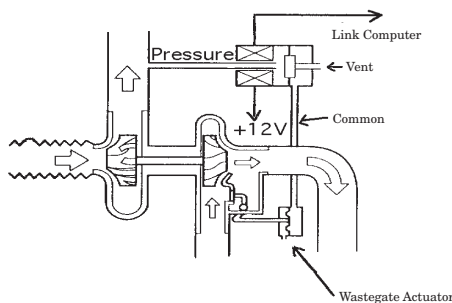 Link Computer
Pressure
Vent
+12V
Common
Wastegate Actuator